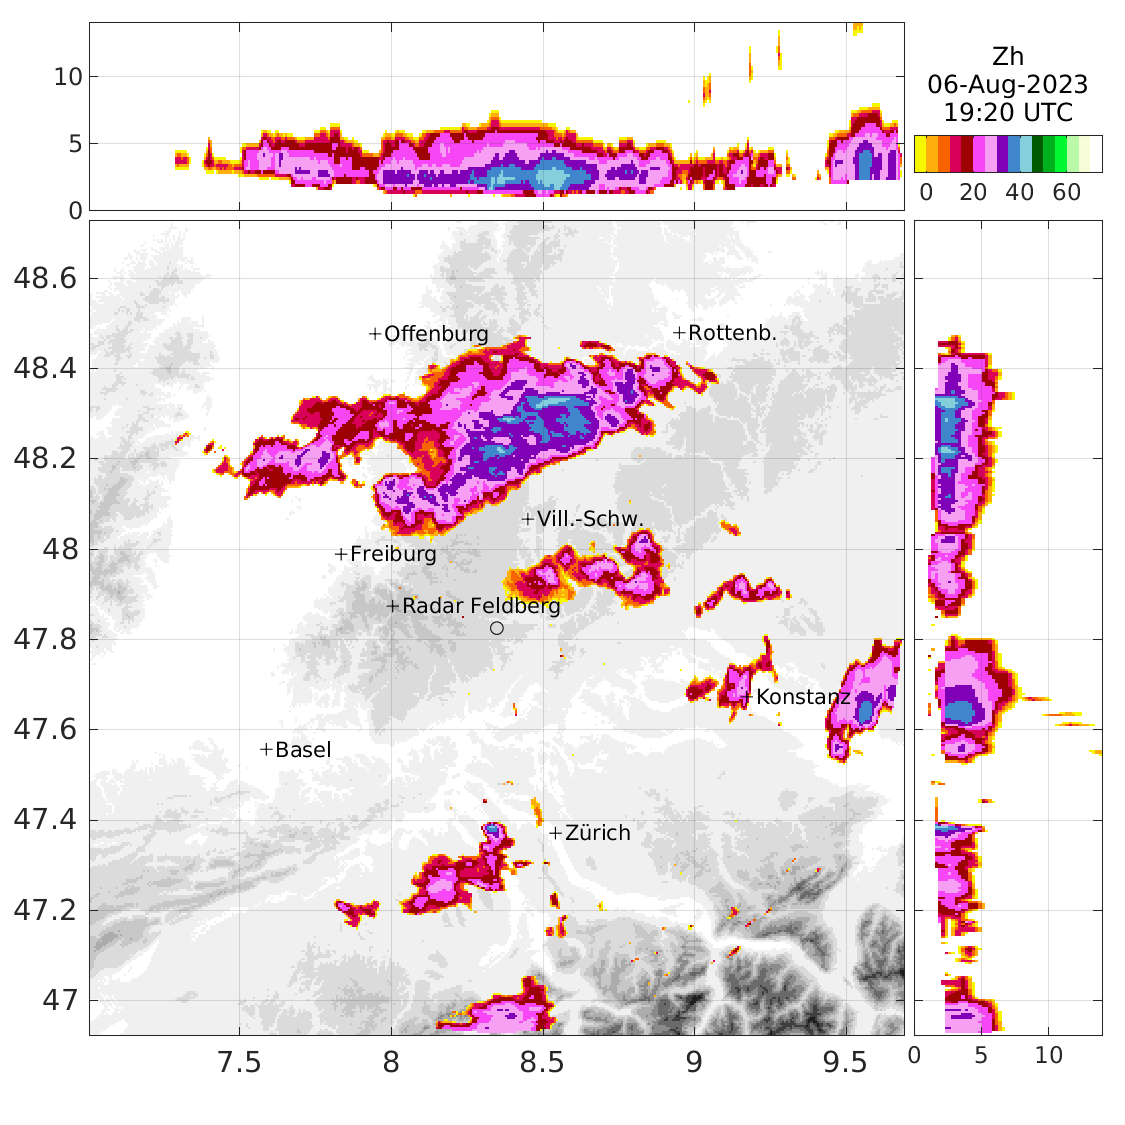 10
5
0
Zh
06-Aug-2023
19:20 UTC
0 20 40 60
48.6
48.4
48.2
48
47.8
47.6
47.4
47.2
47
+Offenburg
+Rottenb.
+Vill.-Schw.
+Freiburg
+Radar Feldberg
+Konstanz
+Basel
+Zürich
7.5 8 8.5 9 9.5
0 5 10